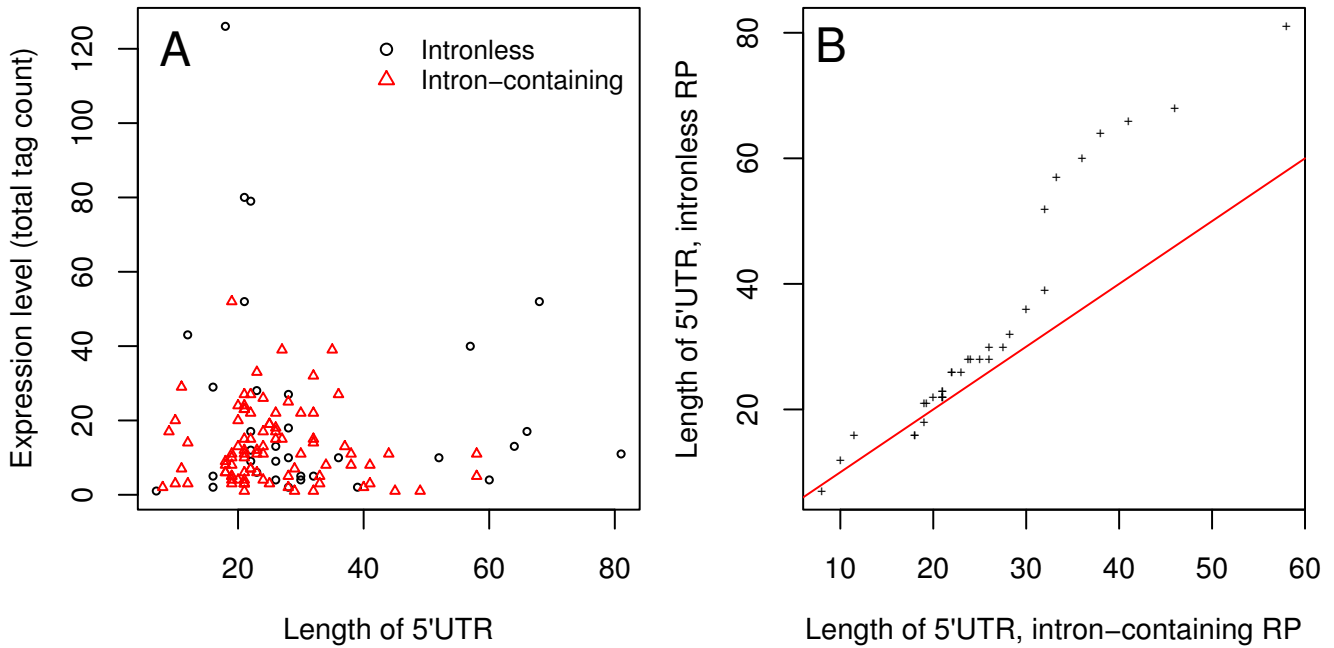 A
Intronless
Intron−containing
Expression level (total tag count)
120
100
80
60
40
20
0
20
40
60
80
Length of 5'UTR
B
Length of 5'UTR, intronless RP
80
60
40
20
10
20
30
40
50
60
Length of 5'UTR, intron−containing RP